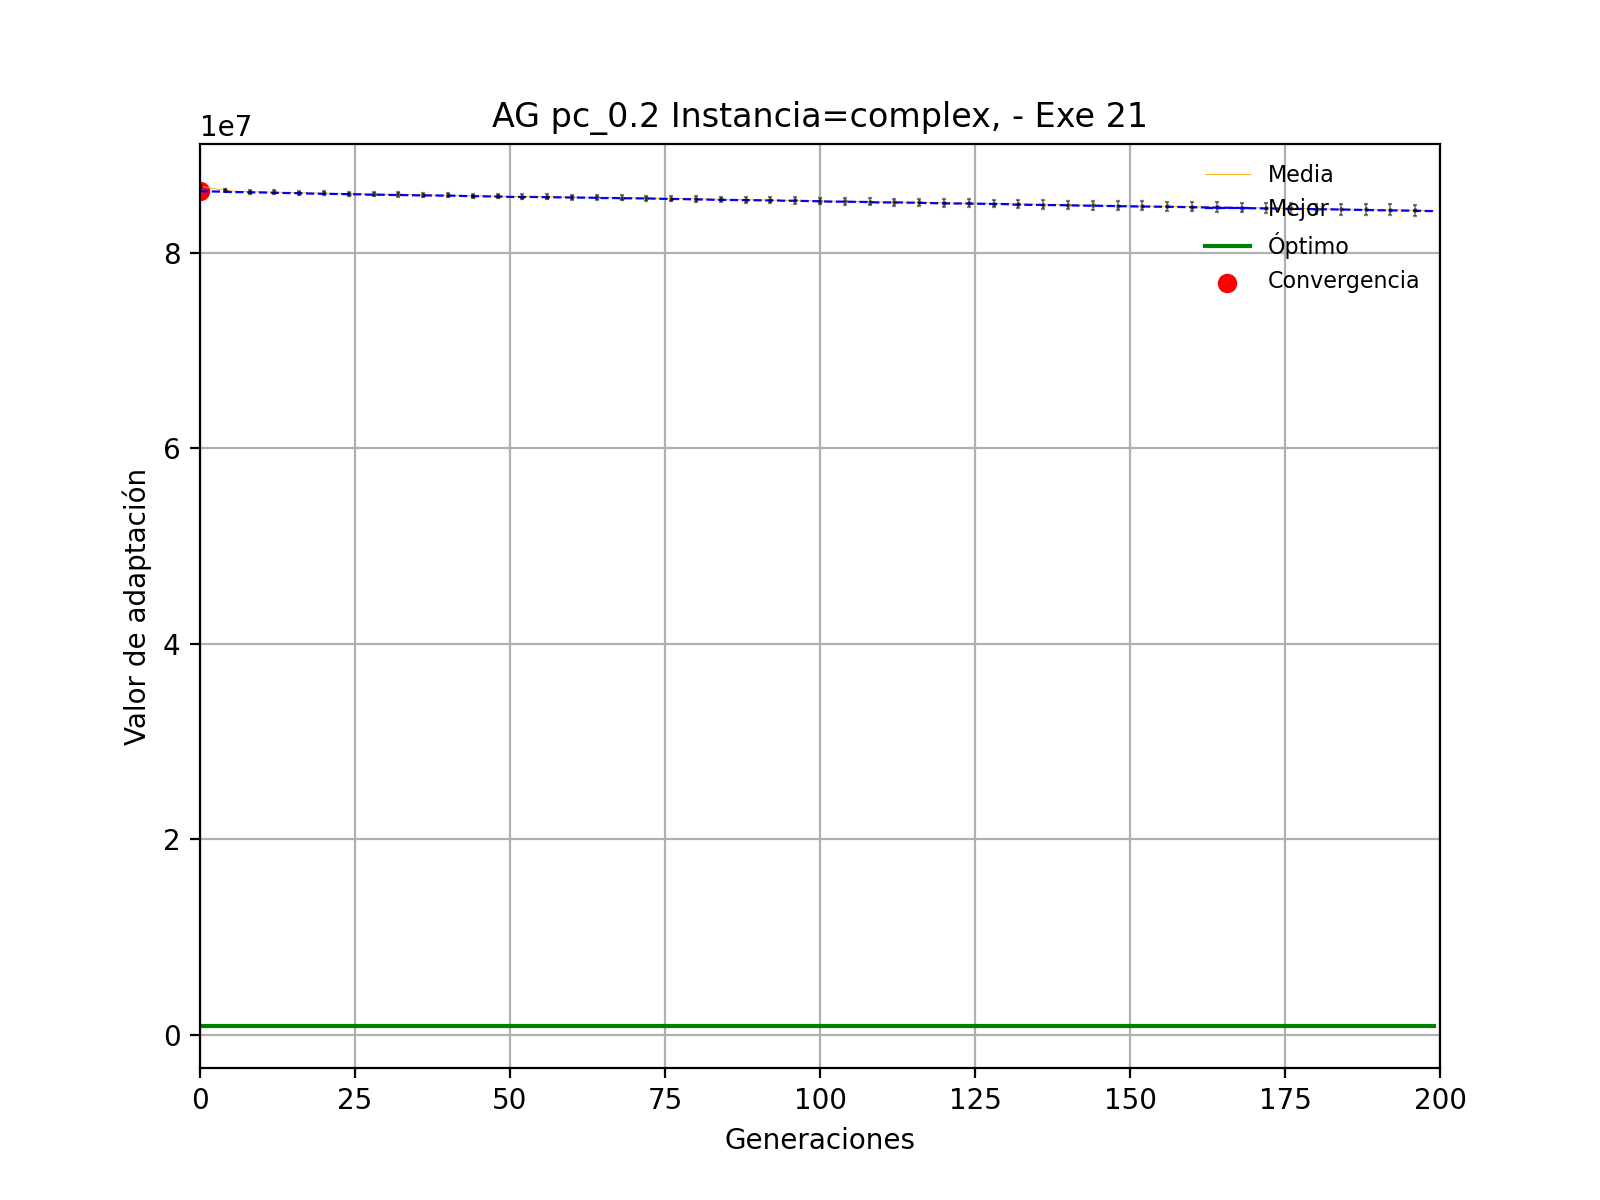 AG pc_0.2 Instancia=complex, - Exe 21
1e7
Media
Mejor
Óptimo
Convergencia
8
6
4
2
0
Valor de adaptación
0 25 50 75 100 125 150 175 200
Generaciones